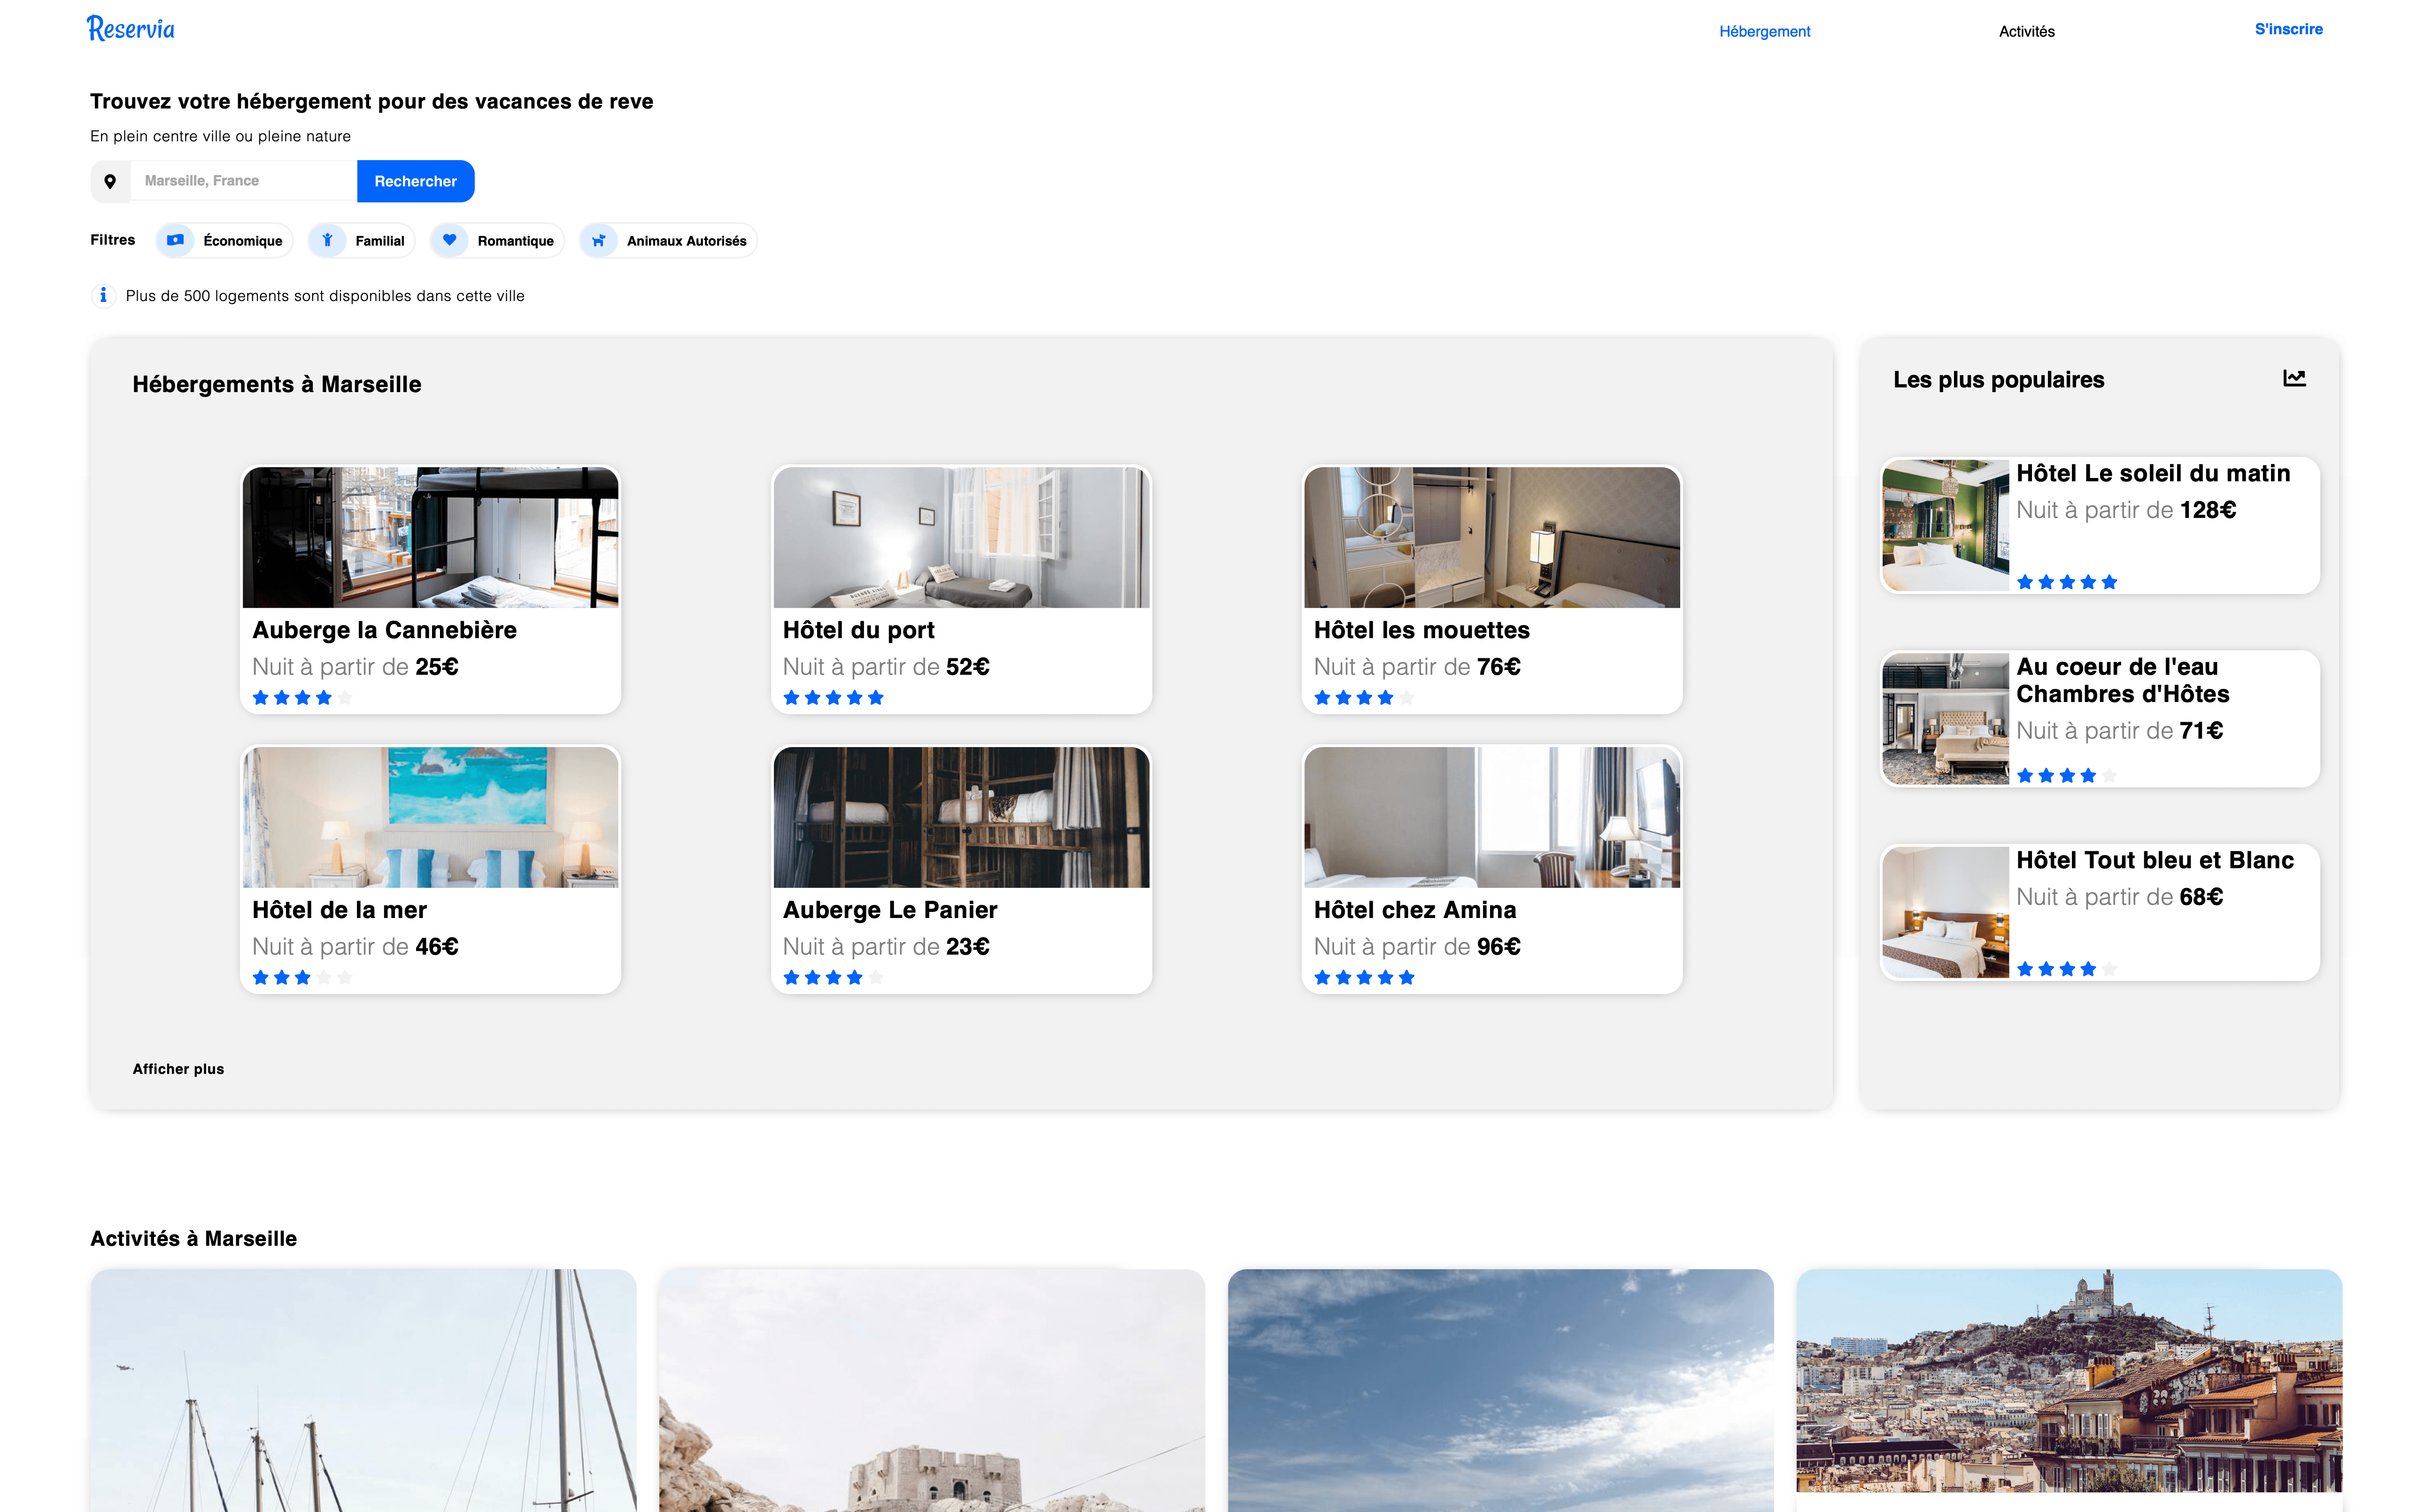 Reservia
Hébergement
Activités
S'inscrire
Trouvez votre hébergement pour des vacances de reve
En plein centre ville ou pleine nature
Marseille, France
Rechercher
Filtres
Économique
Familial
Romantique
Animaux Autorisés
Plus de 500 logements sont disponibles dans cette ville
Hébergements à Marseille
Auberge la Cannebière
Nuit à partir de 25€
Hôtel du port
Nuit à partir de 52€
Hôtel les mouettes
Nuit à partir de 76€
Hôtel de la mer
Nuit à partir de 46€
Auberge Le Panier
Nuit à partir de 23€
Hôtel chez Amina
Nuit à partir de 96€
Afficher plus
Les plus populaires
Hôtel Le soleil du matin
Nuit à partir de 128€
Au coeur de l'eau
Chambres d'Hôtes
Nuit à partir de 71€
Hôtel Tout bleu et Blanc
Nuit à partir de 68€
Activités à Marseille